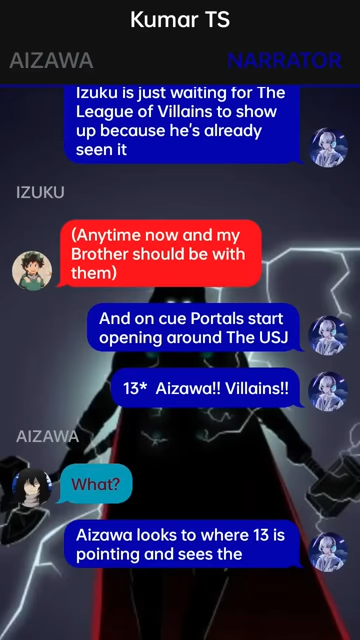 Kumar TS
AIZAWA NARRATOR
Izuku is just waiting for The
League of Villains to show
up because he's already
seen it
IZUKU
(Anytime now and my
Brother should be with
them)
And on cue Portals start
opening around The USJ
13* Aizawa!! Villains!!
AIZAWA
What?
Aizawa looks to where 13 is
pointing and sees the